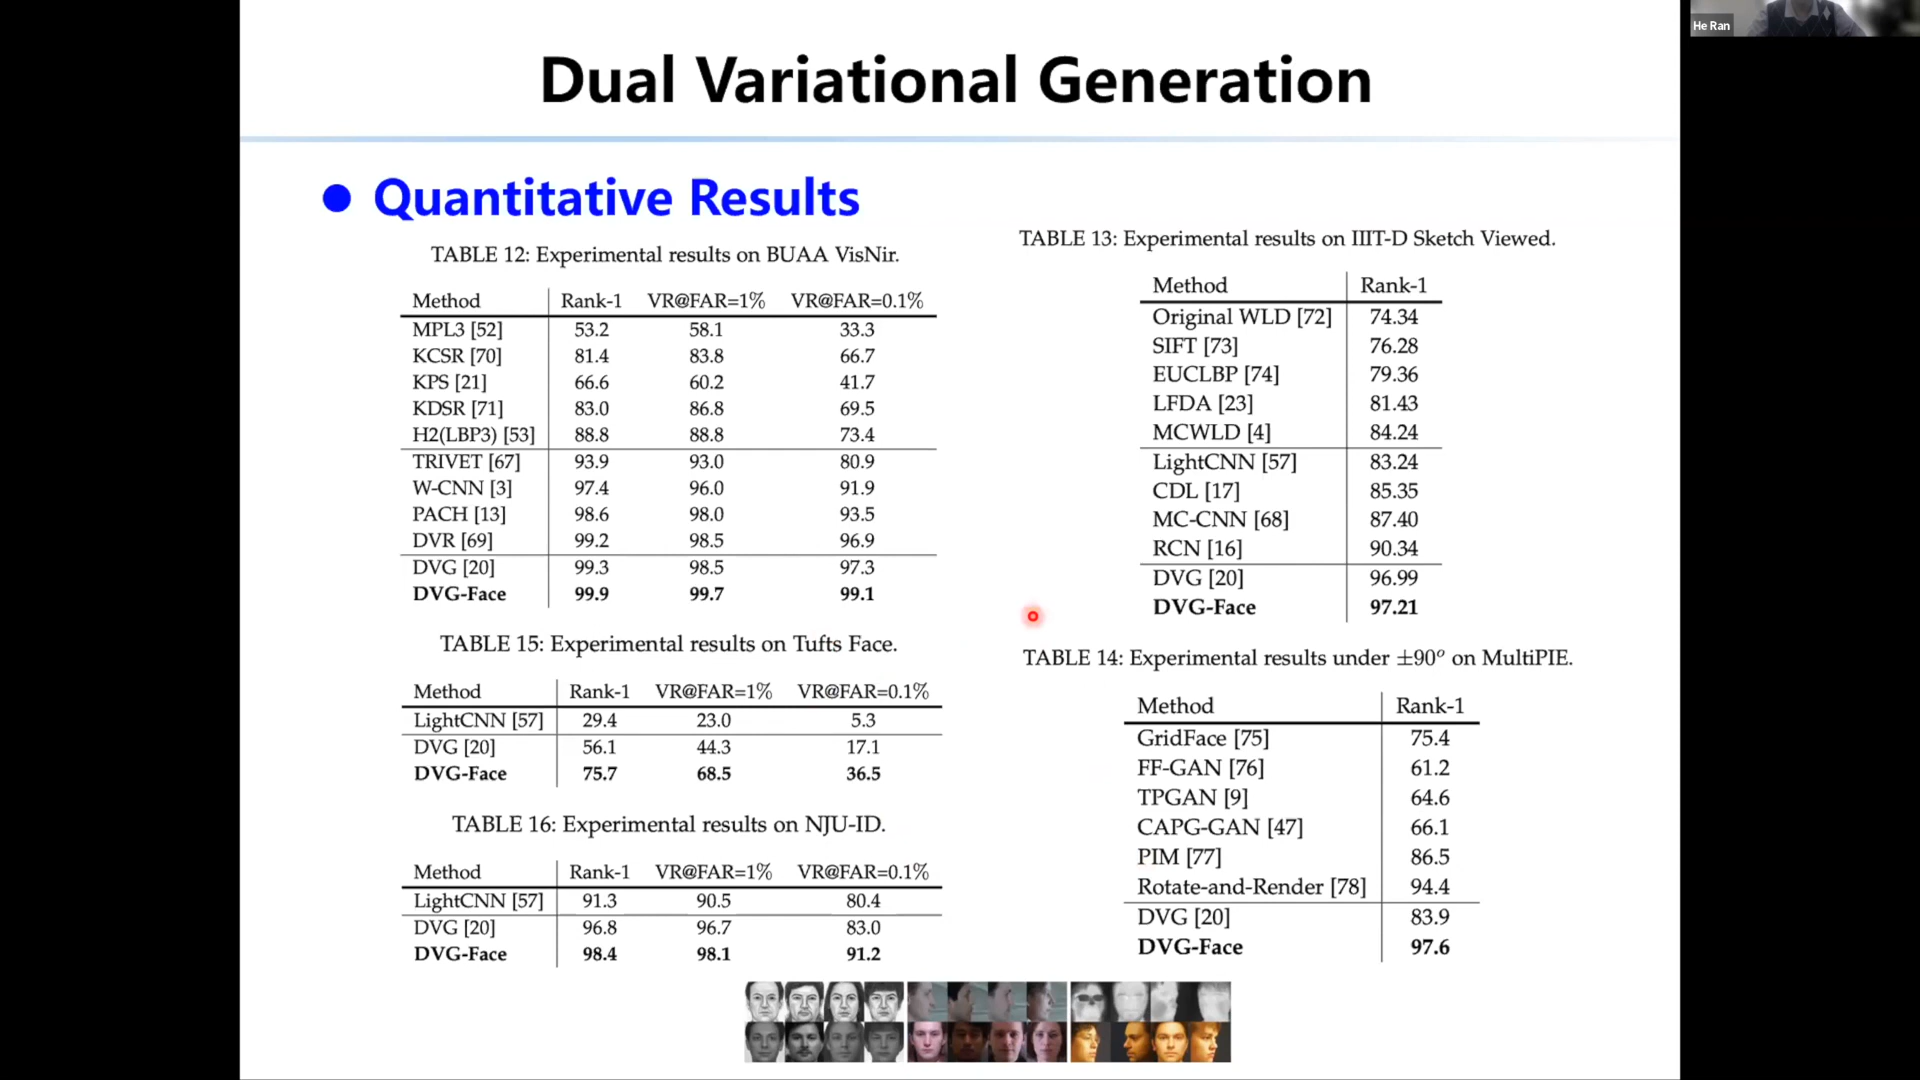 He Ran
Dual Variational Generation
● Quantitative Results
TABLE 12: Experimental results on BUAA VisNir.
Method Rank-1 VR@FAR=1% VR@FAR=0.1%
MPL3 [52] 53.2 58.1 33.3
KCSR [70] 81.4 83.8 66.7
KPS [21] 66.6 60.2 41.7
KDSR [71] 83.0 86.8 69.5
H2(LBP3) [53] 88.8 88.8 73.4
TRIVET [67] 93.9 93.0 80.9
W-CNN [3] 97.4 96.0 91.9
PACH [13] 98.6 98.0 93.5
DVR [69] 99.2 98.5 96.9
DVG [20] 99.3 98.5 97.3
DVG-Face 99.9 99.7 99.1
TABLE 15: Experimental results on Tufts Face.
Method Rank-1 VR@FAR=1% VR@FAR=0.1%
LightCNN [57] 29.4 23.0 5.3
DVG [20] 56.1 44.3 17.1
DVG-Face 75.7 68.5 36.5
TABLE 16: Experimental results on NJU-ID.
Method Rank-1 VR@FAR=1% VR@FAR=0.1%
LightCNN [57] 91.3 90.5 80.4
DVG [20] 96.8 96.7 83.0
DVG-Face 98.4 98.1 91.2
TABLE 13: Experimental results on IIIT-D Sketch Viewed.
Method Rank-1
Original WLD [72] 74.34
SIFT [73] 76.28
EUCLBP [74] 79.36
LFDA [23] 81.43
MCWLD [4] 84.24
LightCNN [57] 83.24
CDL [17] 85.35
MC-CNN [68] 87.40
RCN [16] 90.34
DVG [20] 96.99
DVG-Face 97.21
TABLE 14: Experimental results under ±90° on MultiPIE.
Method Rank-1
GridFace [75] 75.4
FF-GAN [76] 61.2
TPGAN [9] 64.6
CAPG-GAN [47] 66.1
PIM [77] 86.5
Rotate-and-Render [78] 94.4
DVG [20] 83.9
DVG-Face 97.6